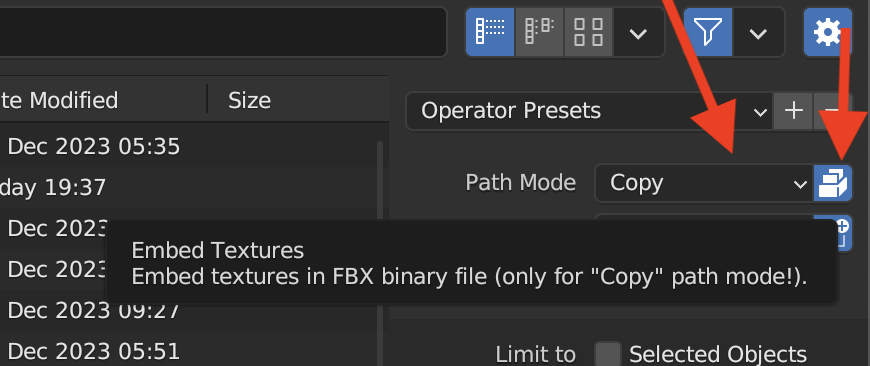 te Modified
Size
Operator Presets
Dec 2023 05:35
Path Mode
Copy
day 19:37
Dec 2023
Embed Textures
Embed textures in FBX binary file (only for "Copy" path mode!).
Dec 2023
Dec 2023 09:27
Dec 2023 05:51
Limit to
Selected Objects